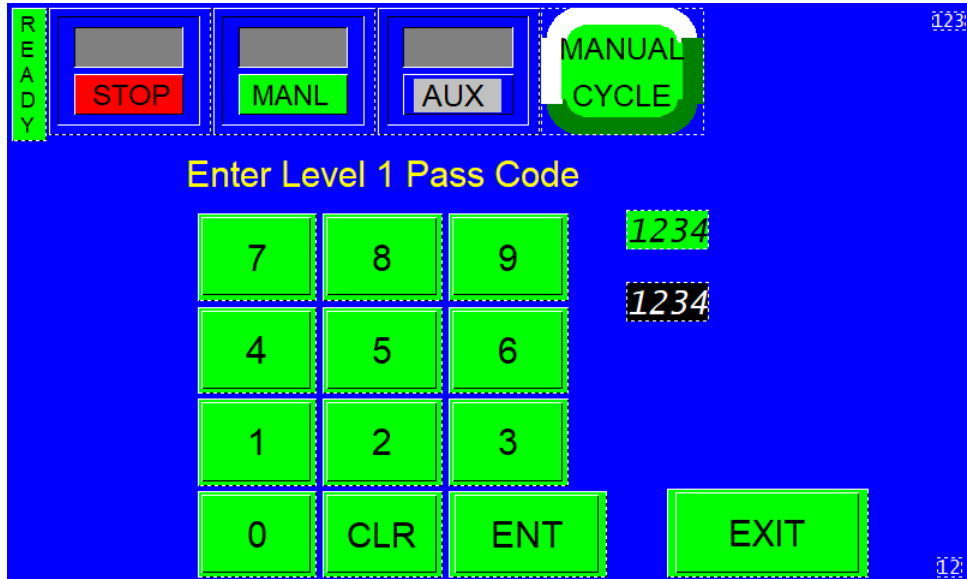 READY
STOP
MANL
AUX
MANUAL
CYCLE
123
Enter Level 1 Pass Code
7 8 9
1234
1234
4 5 6
1 2 3
0 CLR ENT
EXIT
12